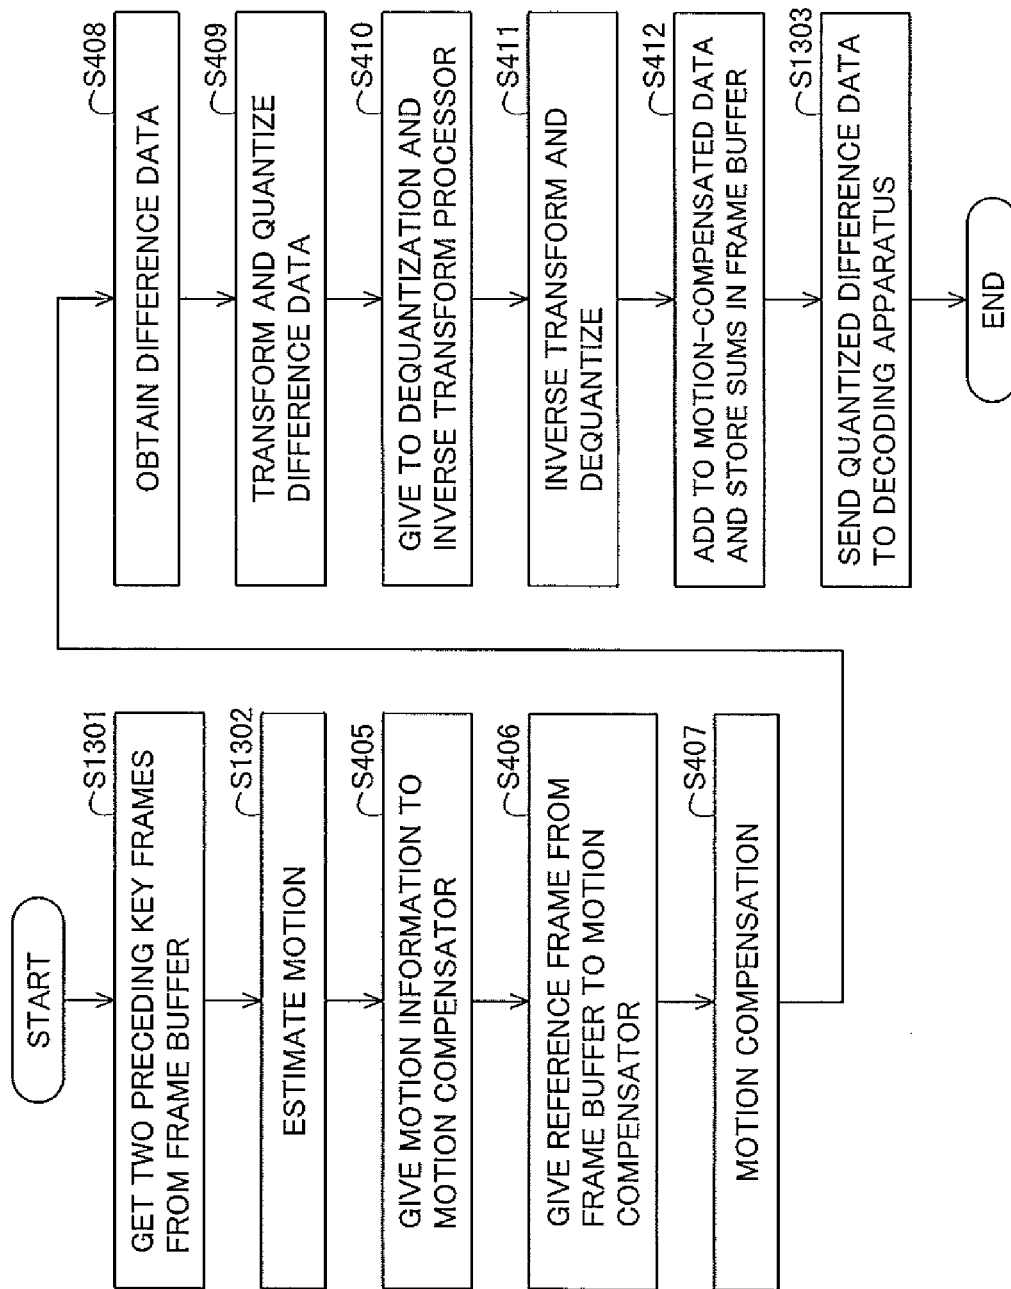 START
S1301
GET TWO PRECEDING KEY FRAMES
FROM FRAME BUFFER
S1302
ESTIMATE MOTION
S405
GIVE MOTION INFORMATION TO
MOTION COMPENSATOR
S406
GIVE REFERENCE FRAME FROM
FRAME BUFFER TO MOTION
COMPENSATOR
S407
MOTION COMPENSATION
S408
OBTAIN DIFFERENCE DATA
S409
TRANSFORM AND QUANTIZE
DIFFERENCE DATA
S410
GIVE TO DEQUANTIZATION AND
INVERSE TRANSFORM PROCESSOR
S411
INVERSE TRANSFORM AND
DEQUANTIZE
S412
ADD TO MOTION-COMPENSATED DATA
AND STORE SUMS IN FRAME BUFFER
S1303
SEND QUANTIZED DIFFERENCE DATA
TO DECODING APPARATUS
END